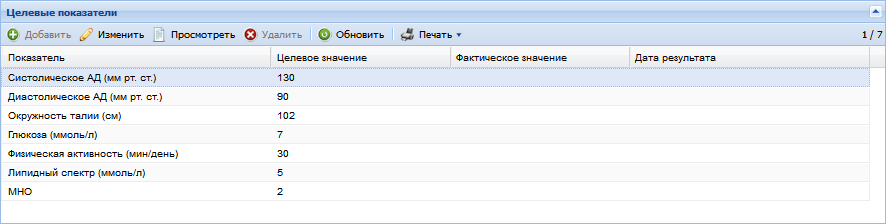 Целевые показатели
Добавить Изменить Просмотреть Удалить Обновить Печать 1 / 7
Показатель Целевое значение Фактическое значение Дата результата
Систолическое АД (мм рт. ст.) 130
Диастолическое АД (мм рт. ст.) 90
Окружность талии (см) 102
Глюкоза (ммоль/л) 7
Физическая активность (мин/день) 30
Липидный спектр (ммоль/л) 5
МНО 2